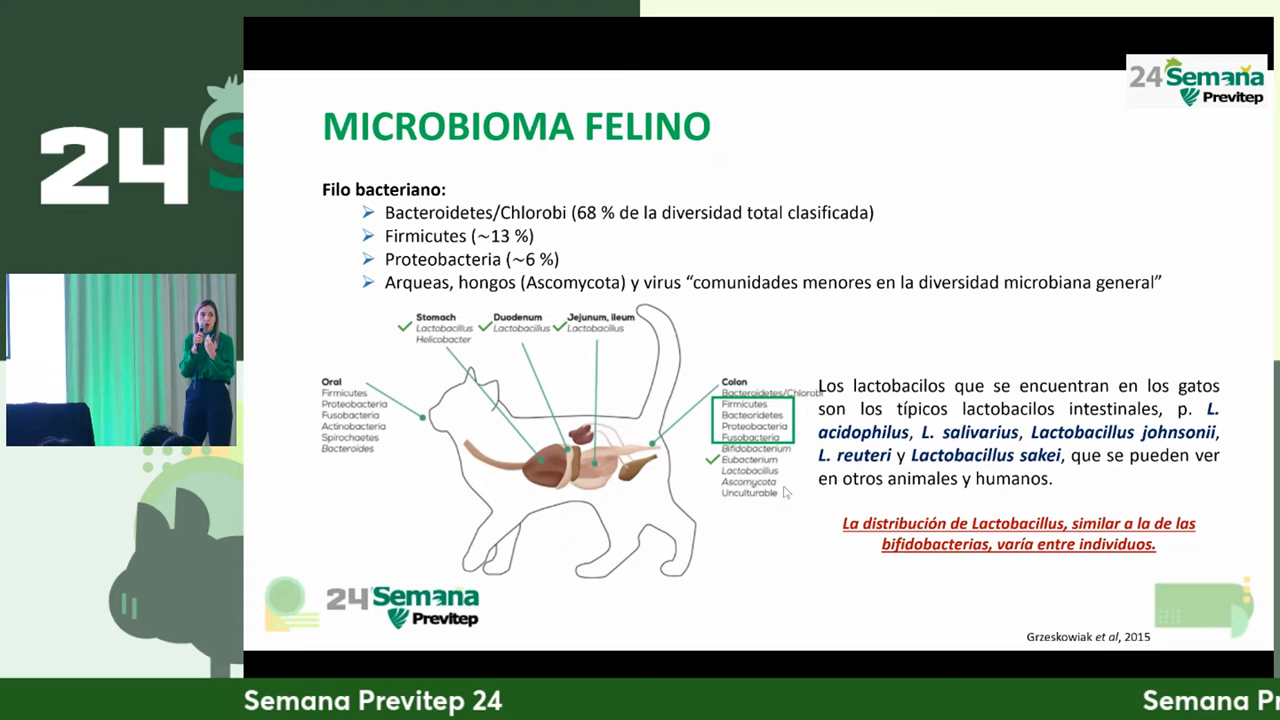 24
24 Semana
Previtep
MICROBIOMA FELINO
Filo bacteriano:
Bacteroidetes/Chlorobi (68 % de la diversidad total clasificada)
Firmicutes (~13 %)
Proteobacteria (~6 %)
Arqueas, hongos (Ascomycota) y virus “comunidades menores en la diversidad microbiana general”
Stomach
Lactobacillus
Helicobacter
Duodenum
Lactobacillus
Jejunum, ileum
Lactobacillus
Oral
Firmicutes
Proteobacteria
Fusobacteria
Actinobacteria
Spirochaetes
Bacteroides
Colon
Bacteroidetes/Chlorobi
Firmicutes
Bacteoridetes
Proteobacteria
Fusobacteria
Bifidobacterium
Eubacterium
Lactobacillus
Ascomycota
Unculturable
Los lactobacilos que se encuentran en los gatos
son los típicos lactobacilos intestinales, p. L.
acidophilus, L. salivarius, Lactobacillus johnsonii,
L. reuteri y Lactobacillus sakei, que se pueden ver
en otros animales y humanos.
La distribución de Lactobacillus, similar a la de las
bifidobacterias, varía entre individuos.
24 Semana
Previtep
Grzeskowiak et al, 2015
Semana Previtep 24
Semana Pr